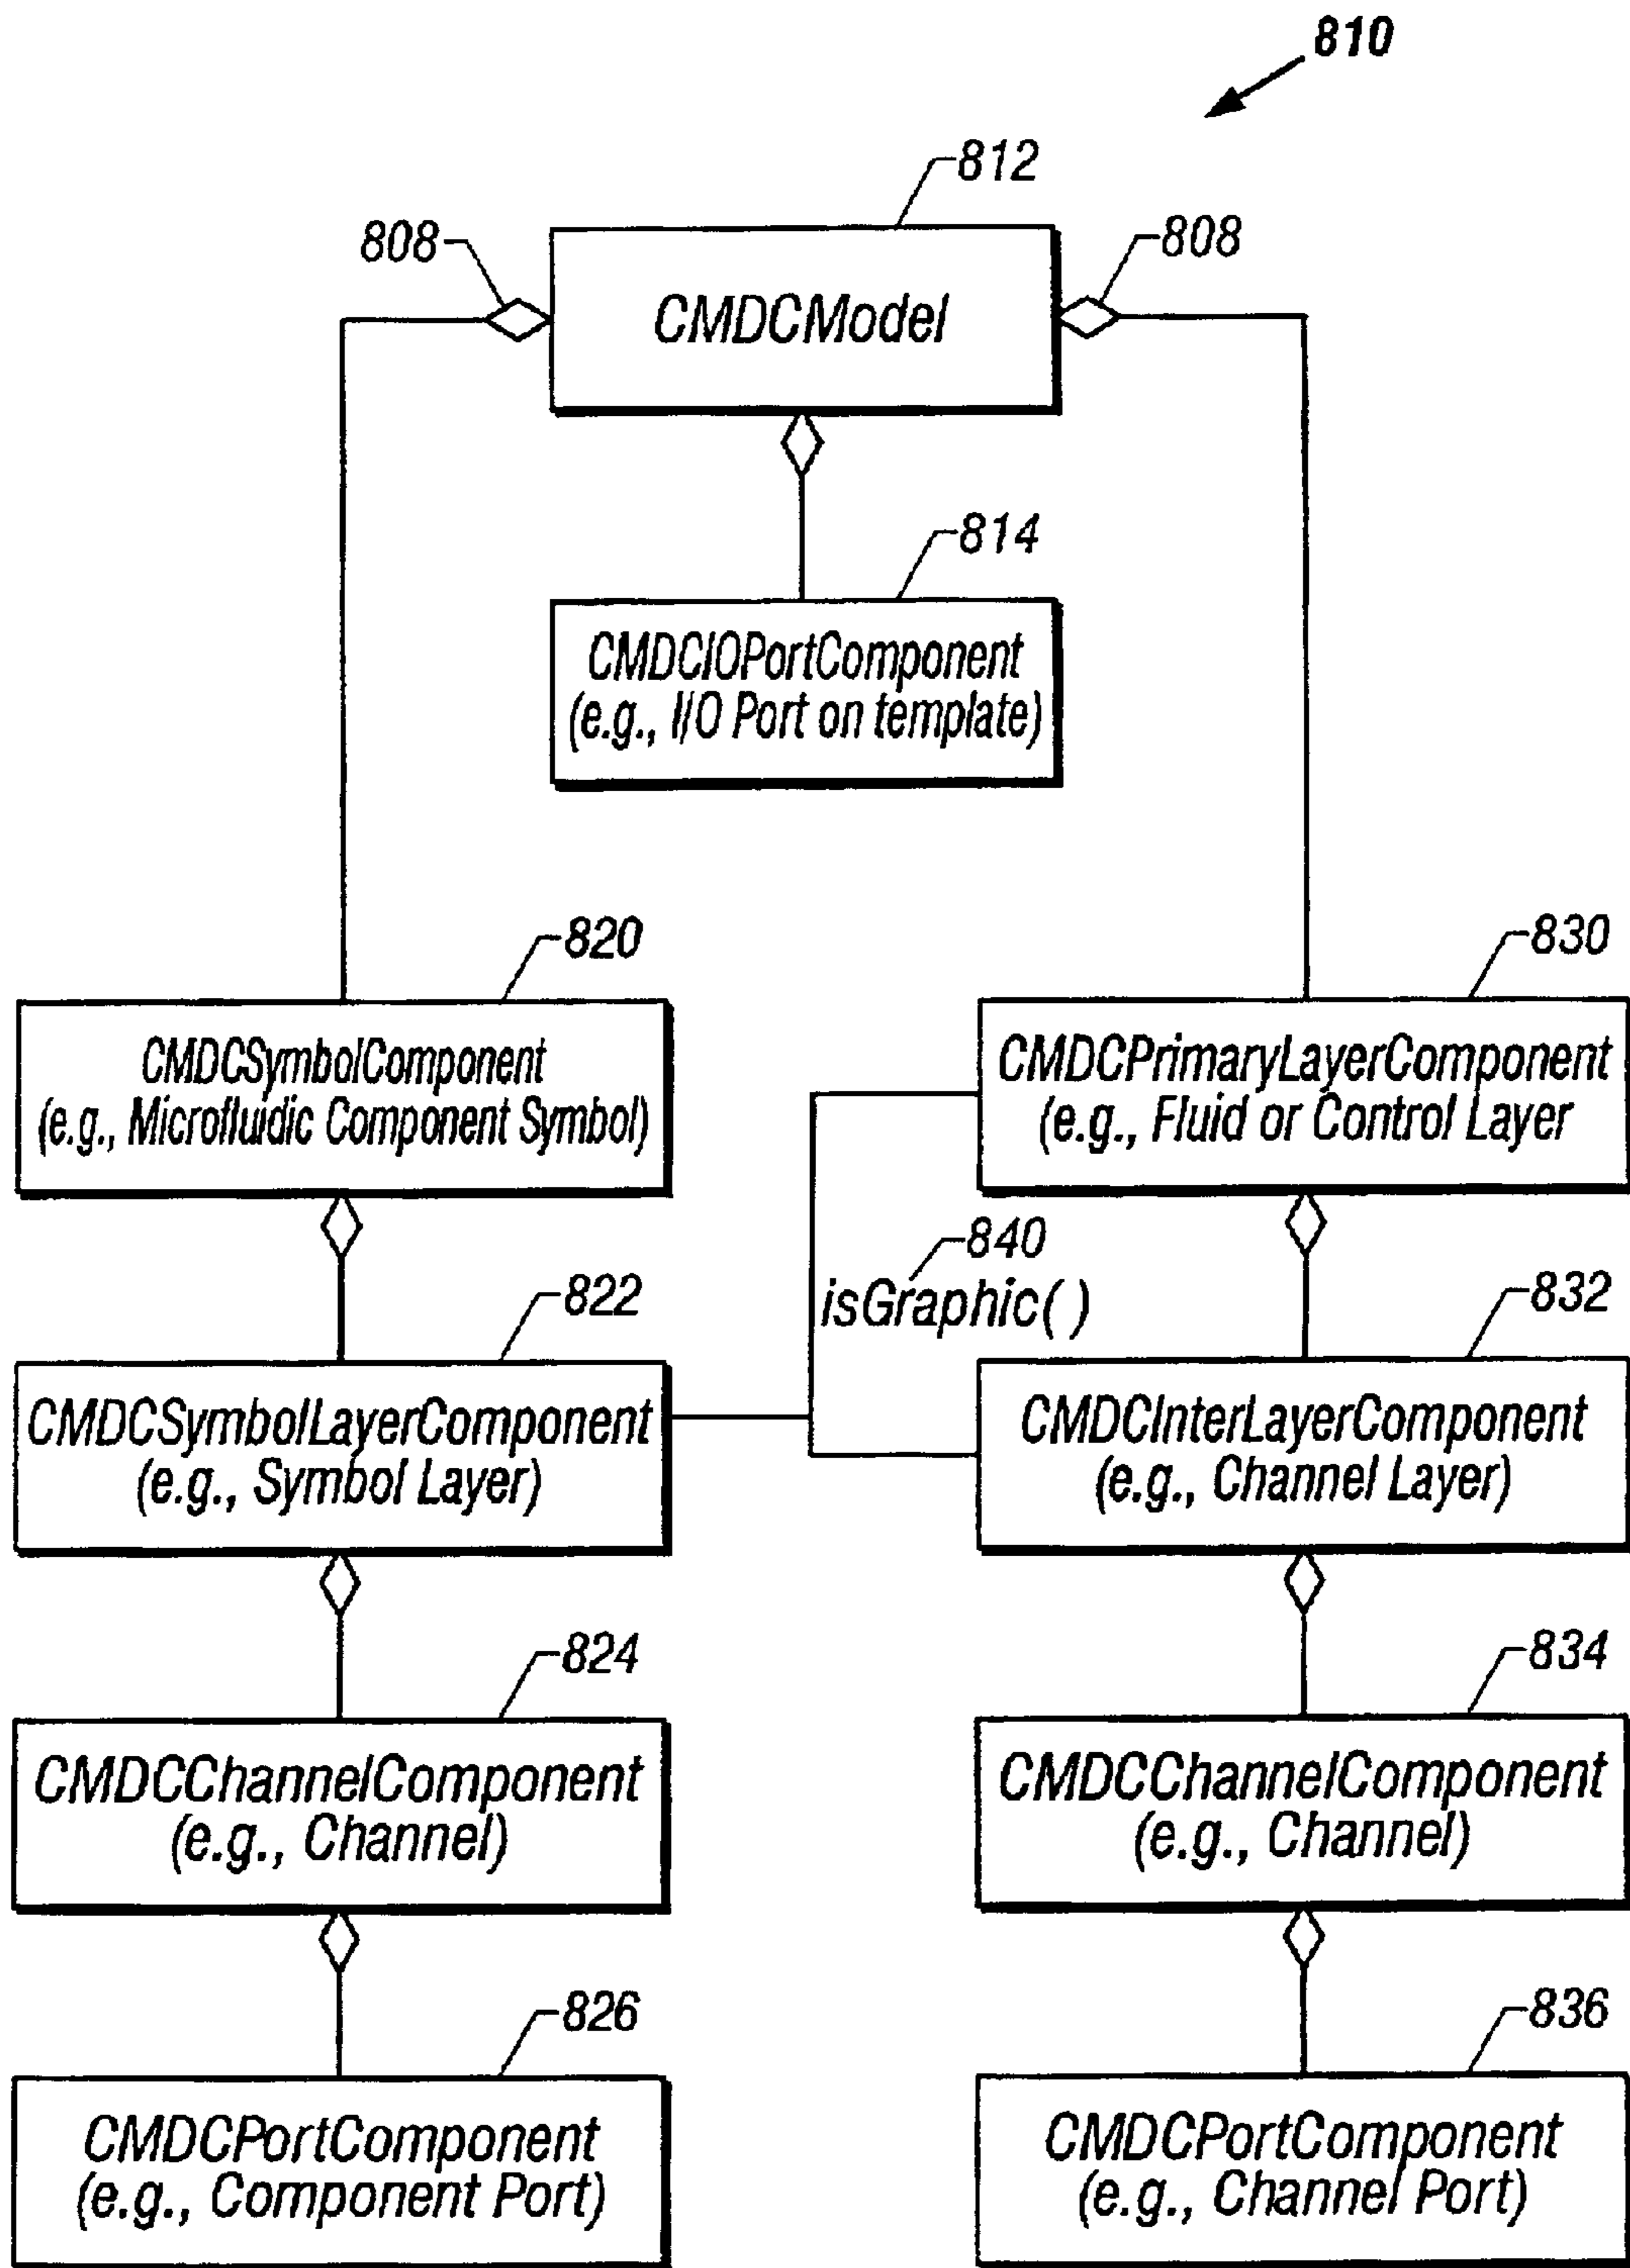 810
812
808
808
CMDCModel
814
CMDCIOPortComponent
(e.g., I/O Port on template)
820
830
CMDCSymbolComponent
(e.g., Microfluidic Component Symbol)
CMDCPrimaryLayerComponent
(e.g., Fluid or Control Layer
840
isGraphic( )
822
832
CMDCSymbolLayerComponent
(e.g., Symbol Layer)
CMDCInterLayerComponent
(e.g., Channel Layer)
824
834
CMDCChannelComponent
(e.g., Channel)
CMDCChannelComponent
(e.g., Channel)
826
836
CMDCPortComponent
(e.g., Component Port)
CMDCPortComponent
(e.g., Channel Port)